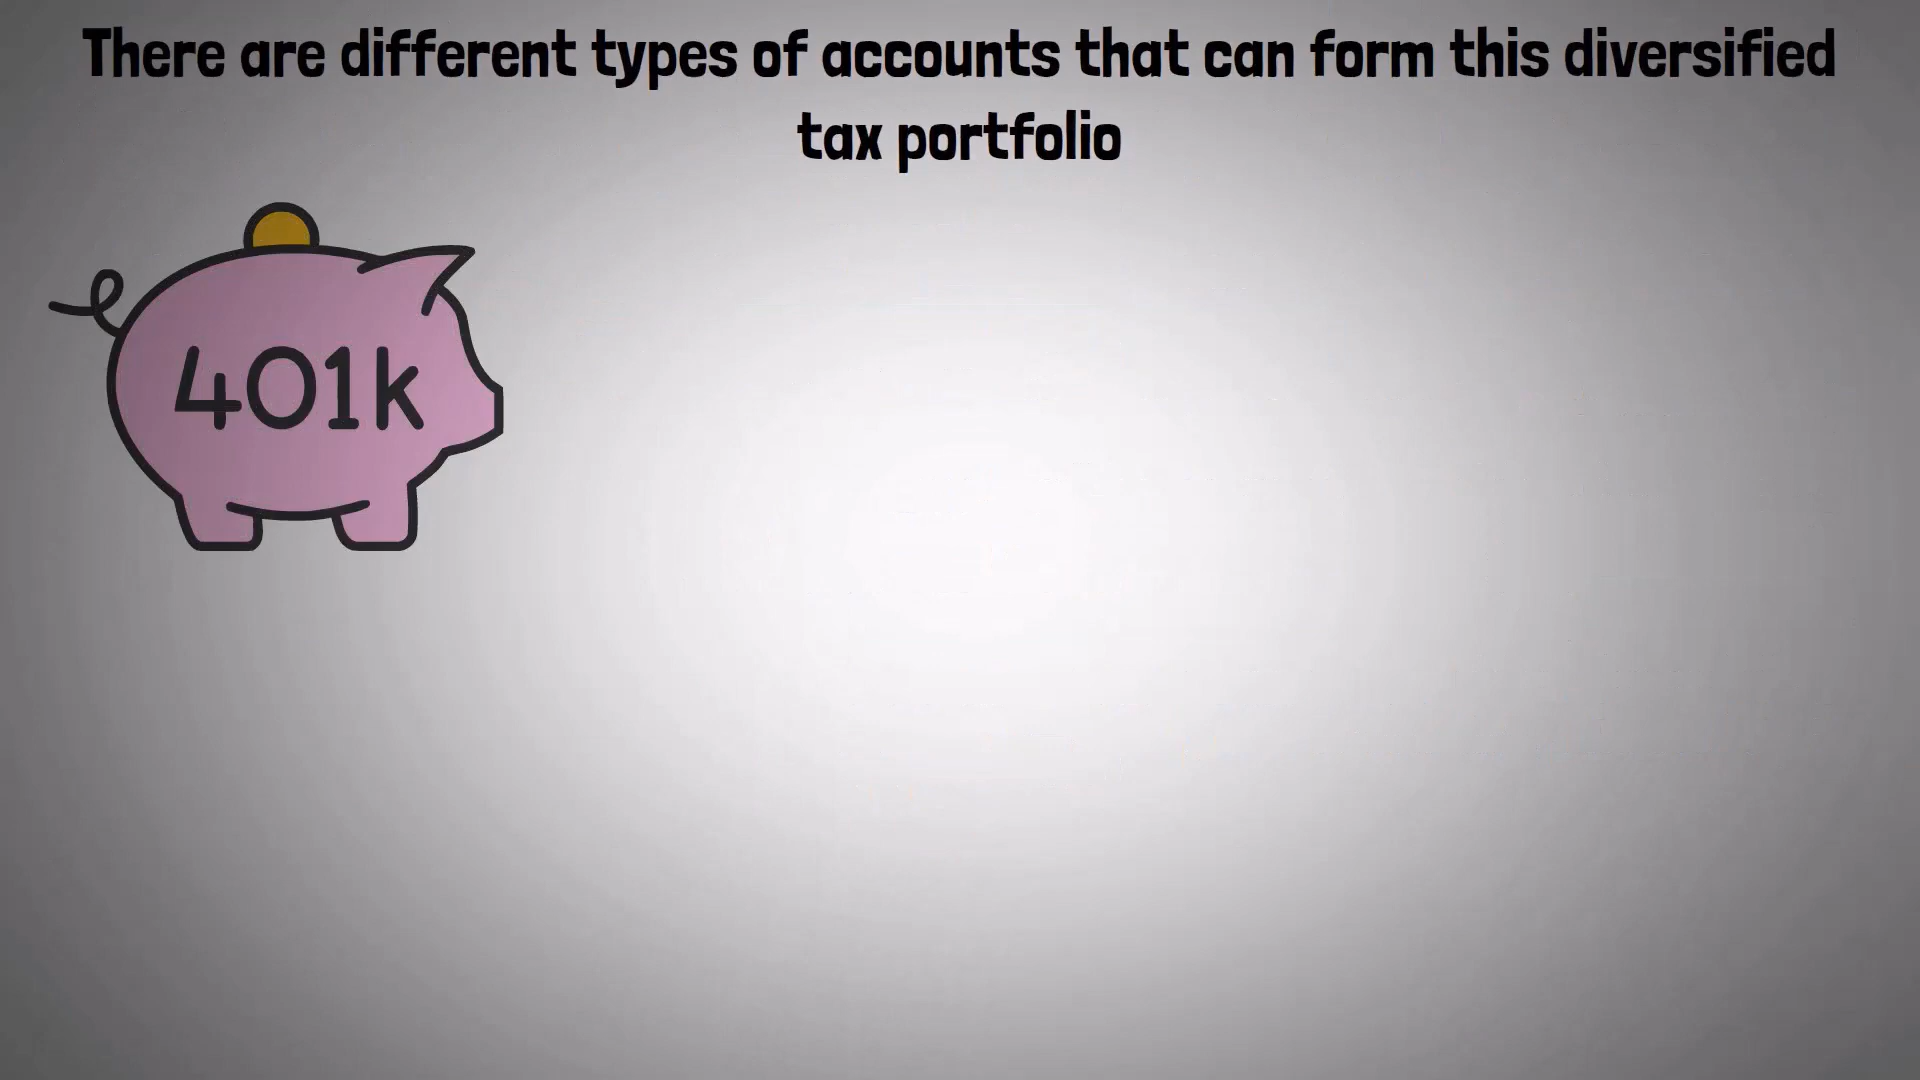 There are different types of accounts that can form this diversified
tax portfolio
401k